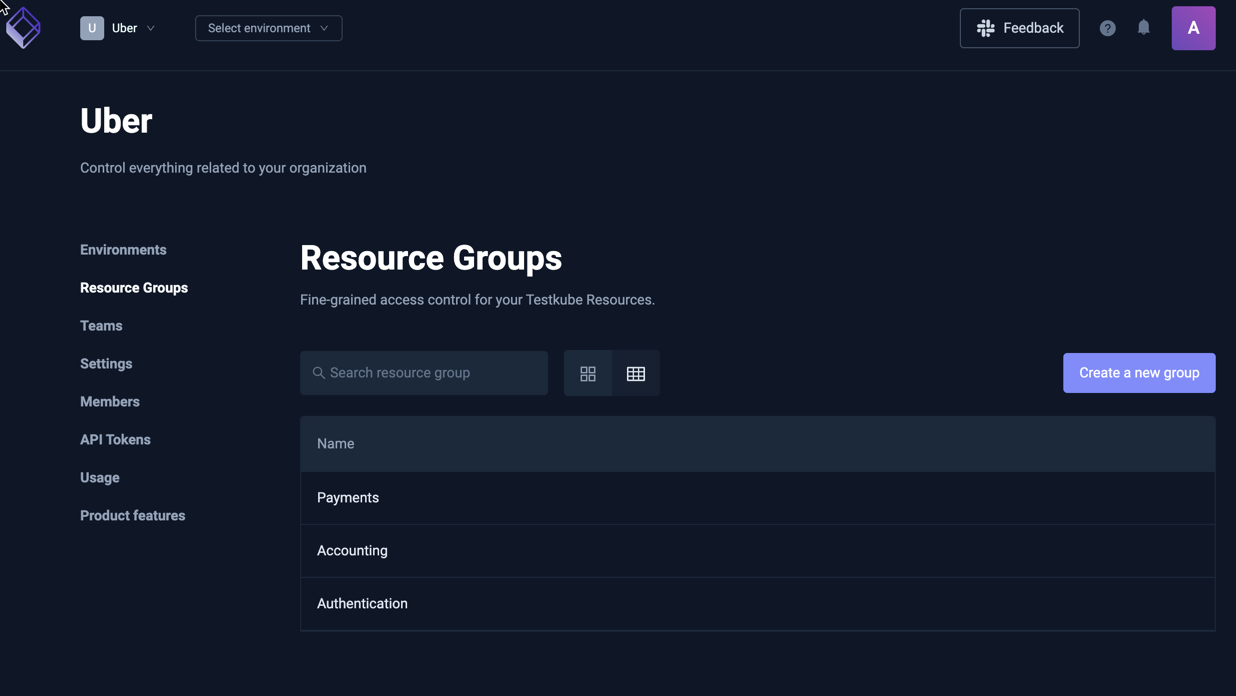 U Uber Select environment Feedback ? A
Uber
Control everything related to your organization
Environments
Resource Groups
Teams
Settings
Members
API Tokens
Usage
Product features
Resource Groups
Fine-grained access control for your Testkube Resources.
Search resource group
Create a new group
Name
Payments
Accounting
Authentication